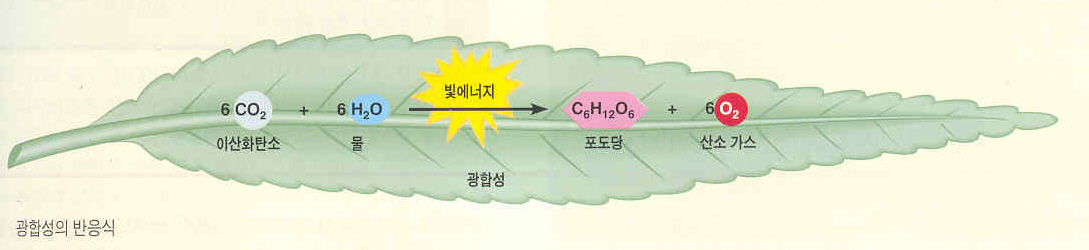 빛에너지
6 CO₂ + 6 H₂O → C₆H₁₂O₆ + 6 O₂
이산화탄소 물 포도당 산소 가스
광합성
광합성의 반응식